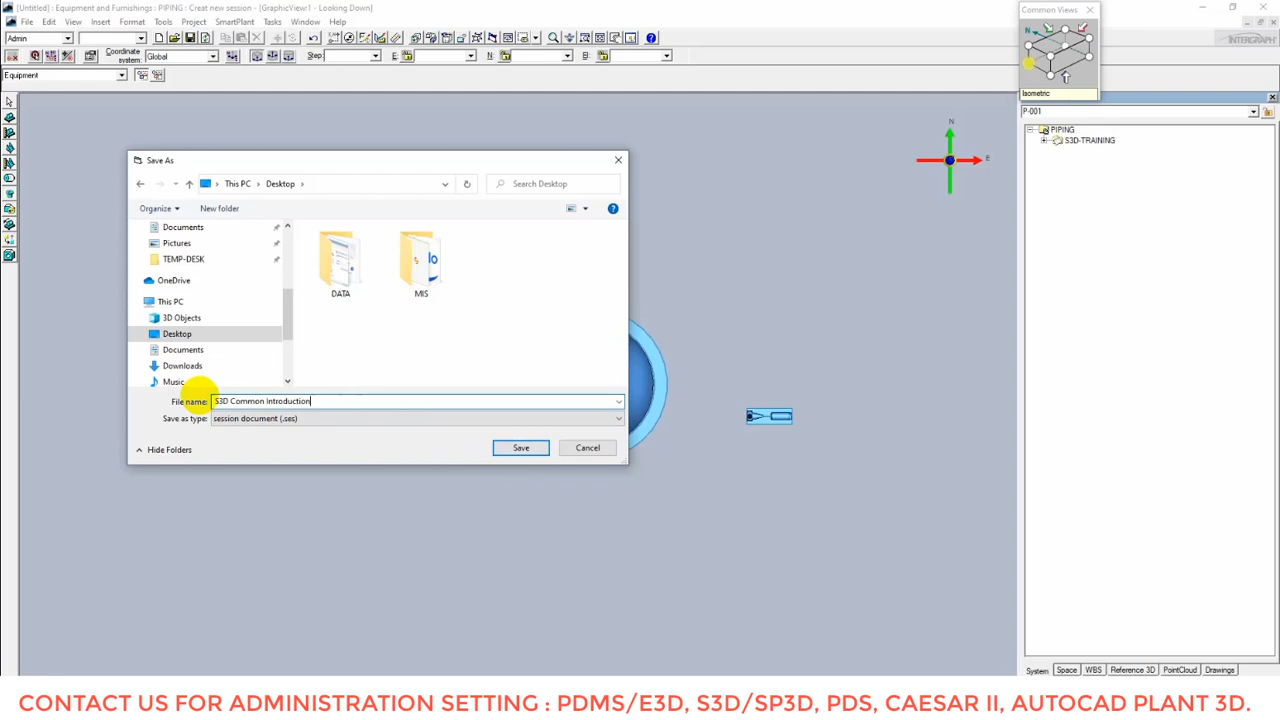 [Untitled] : Equipment and Furnishings : PIPING : Create new session - [GraphicView1 - Looking Down]
File Edit View Insert Format Tools Project SmartPlant Tasks Window Help
Admin
Coordinate system: Global Step: E: N: B:
Equipment
Common Views
N
Isometric
INTERGRAPH
P-001
PIPING
S3D-TRAINING
N
E
Save As
This PC Desktop
Search Desktop
Organize New folder
Documents
Pictures
TEMP-DESK
OneDrive
This PC
3D Objects
Desktop
Documents
Downloads
Music
DATA MIS
File name: S3D Common Introduction
Save as type: session document (.ses)
Hide Folders Save Cancel
System Space WBS Reference 3D PointCloud Drawings
CONTACT US FOR ADMINISTRATION SETTING : PDMS/E3D, S3D/SP3D, PDS, CAESAR II, AUTOCAD PLANT 3D.